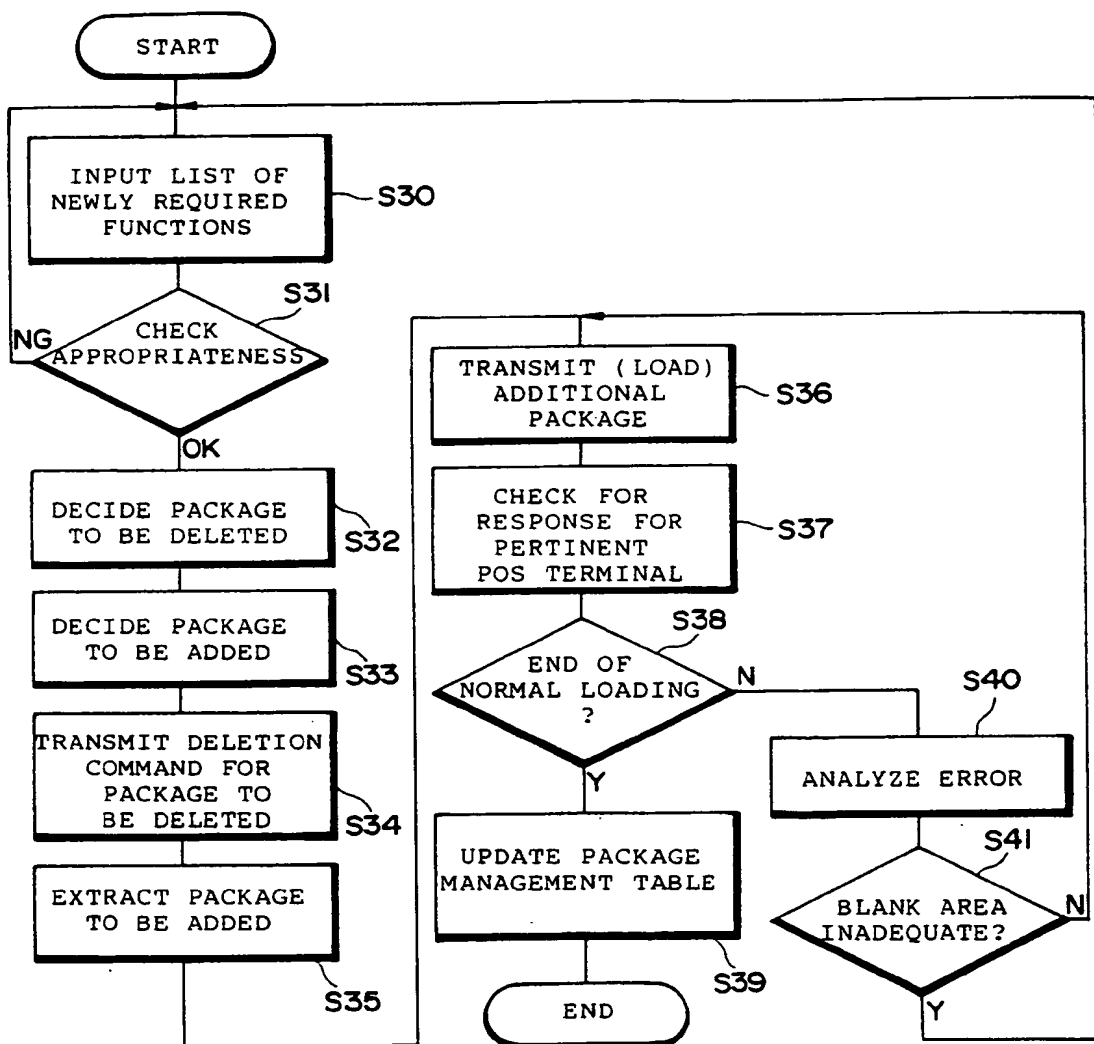 START
INPUT LIST OF
NEWLY REQUIRED
FUNCTIONS
S30
S31
NG
CHECK
APPROPRIATENESS
OK
DECIDE PACKAGE
TO BE DELETED
S32
DECIDE PACKAGE
TO BE ADDED
S33
TRANSMIT DELETION
COMMAND FOR
PACKAGE TO
BE DELETED
S34
EXTRACT PACKAGE
TO BE ADDED
S35
TRANSMIT (LOAD)
ADDITIONAL
PACKAGE
S36
CHECK FOR
RESPONSE FOR
PERTINENT
POS TERMINAL
S37
S38
END OF
NORMAL LOADING
?
N
Y
UPDATE PACKAGE
MANAGEMENT TABLE
S39
END
S40
ANALYZE ERROR
S41
BLANK AREA
INADEQUATE?
N
Y